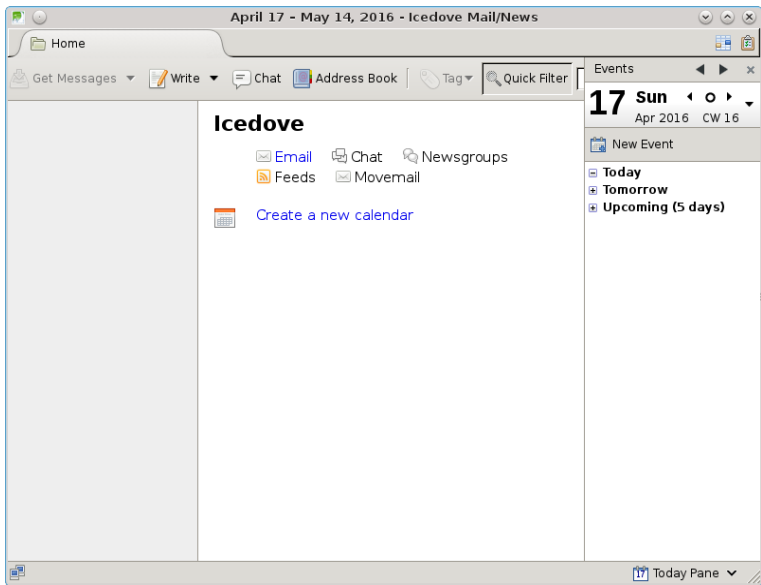 April 17 - May 14, 2016 - Icedove Mail/News
Home
Get Messages Write Chat Address Book Tag Quick Filter
Events
17 Sun
Apr 2016 CW 16
New Event
Today
Tomorrow
Upcoming (5 days)
Icedove
Email Chat Newsgroups
Feeds Movemail
Create a new calendar
17 Today Pane